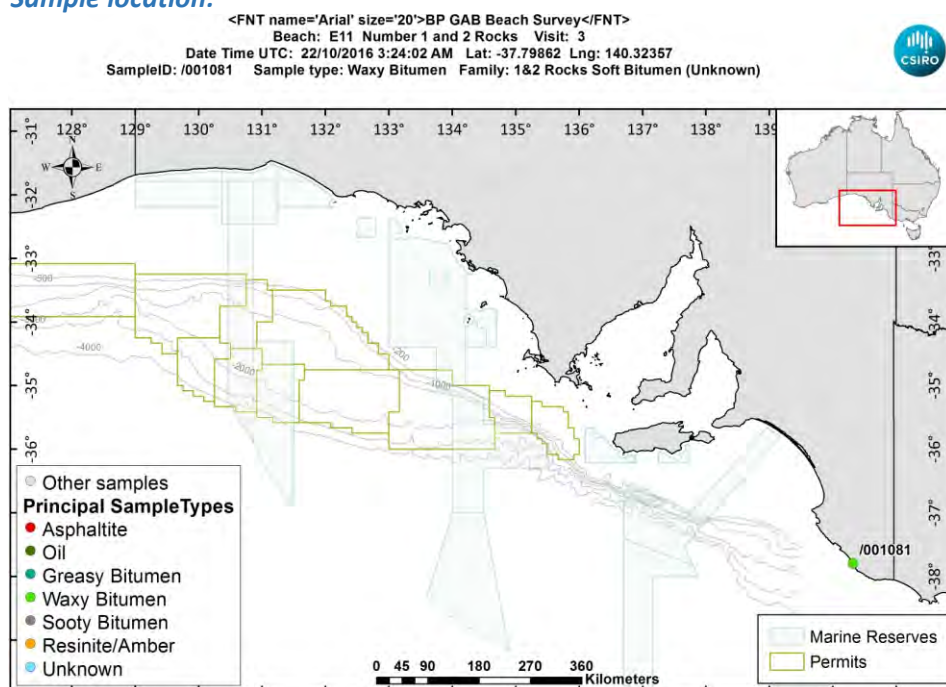 Sample location:
<FNT name='Arial' size='20'>BP GAB Beach Survey</FNT>
Beach: E11 Number 1 and 2 Rocks Visit: 3
Date Time UTC: 22/10/2016 3:24:02 AM Lat: -37.79862 Lng: 140.32357
SampleID: /001081 Sample type: Waxy Bitumen Family: 1&2 Rocks Soft Bitumen (Unknown)
CSIRO
128° 129° 130° 131° 132° 133° 134° 135° 136° 137° 138° 139
-31°
N
W E
S
-32°
-33° -33°
-34° -34°
-35° -35°
-36° -36°
-37° -37°
-38°
-4000
-2000
-200
-1000
/001081
Other samples
Principal SampleTypes
Asphaltite
Oil
Greasy Bitumen
Waxy Bitumen
Sooty Bitumen
Resinite/Amber
Unknown
0 45 90 180 270 360
Kilometers
Marine Reserves
Permits